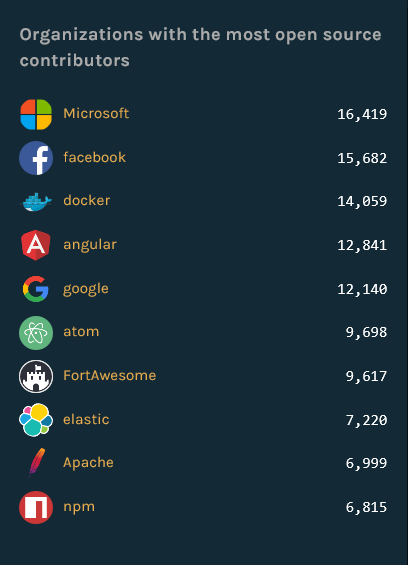 Organizations with the most open source
contributors
Microsoft 16,419
facebook 15,682
docker 14,059
angular 12,841
google 12,140
atom 9,698
FortAwesome 9,617
elastic 7,220
Apache 6,999
npm 6,815